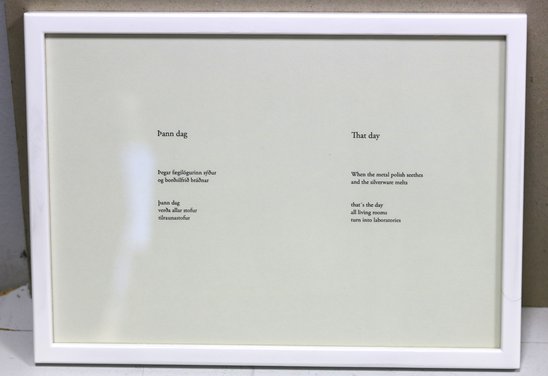 Þann dag
Þegar fægilögurinn sýður
og borðsilfrið bráðnar
þann dag
verða allar stofur
tilraunastofur
That day
When the metal polish seethes
and the silverware melts
that´s the day
all living rooms
turn into laboratories